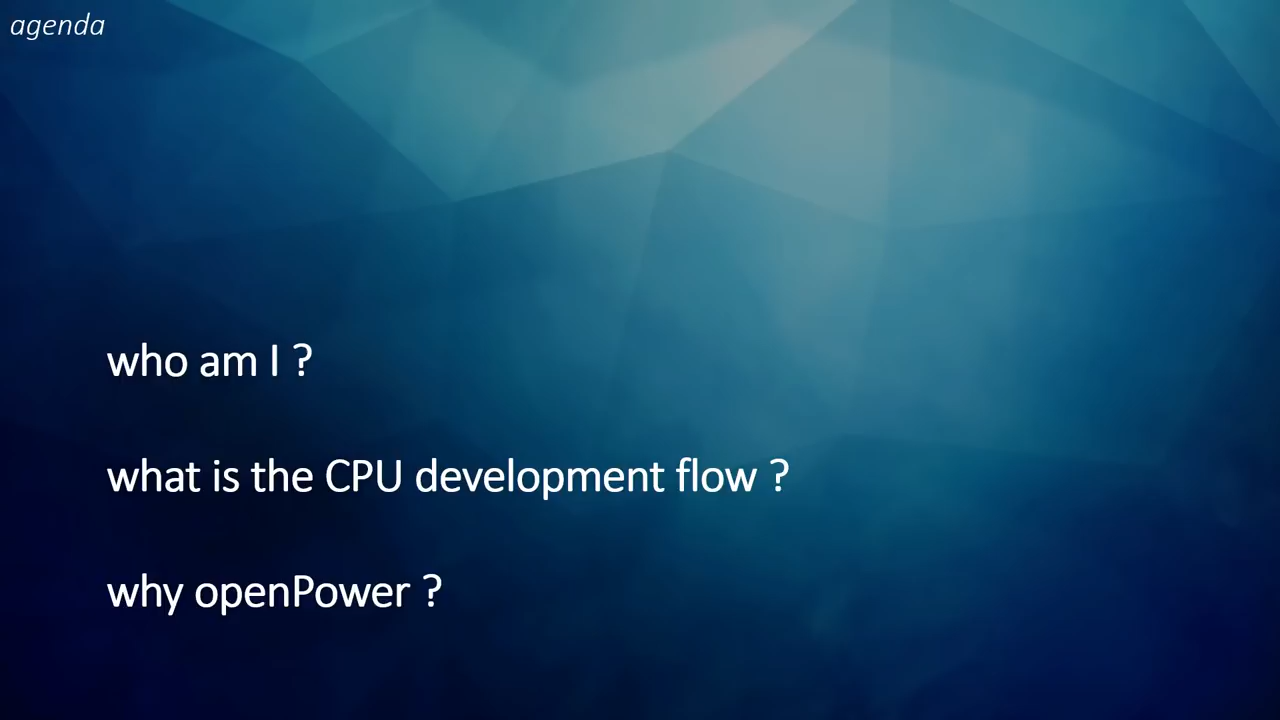 agenda
who am I ?
what is the CPU development flow ?
why openPower ?